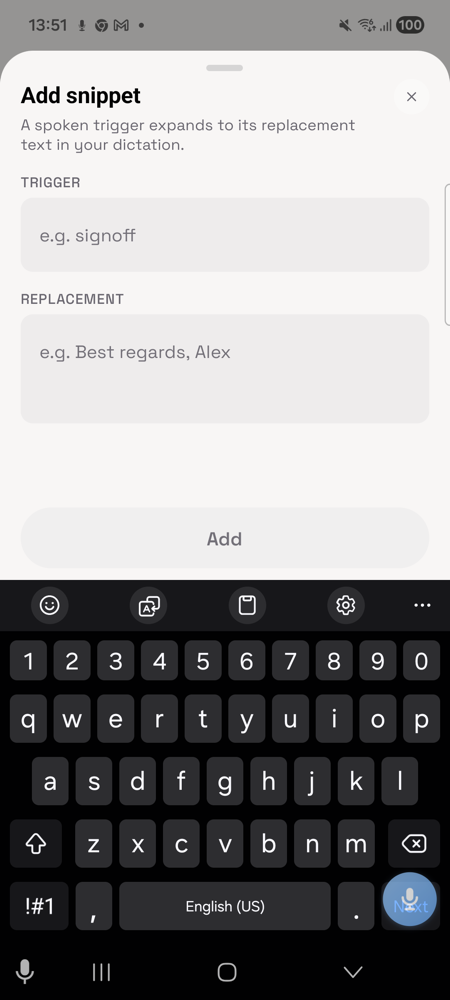 13:51
100
Add snippet
A spoken trigger expands to its replacement
text in your dictation.
TRIGGER
e.g. signoff
REPLACEMENT
e.g. Best regards, Alex
Add
1 2 3 4 5 6 7 8 9 0
q w e r t y u i o p
a s d f g h j k l
z x c v b n m
!#1 , English (US) . Next